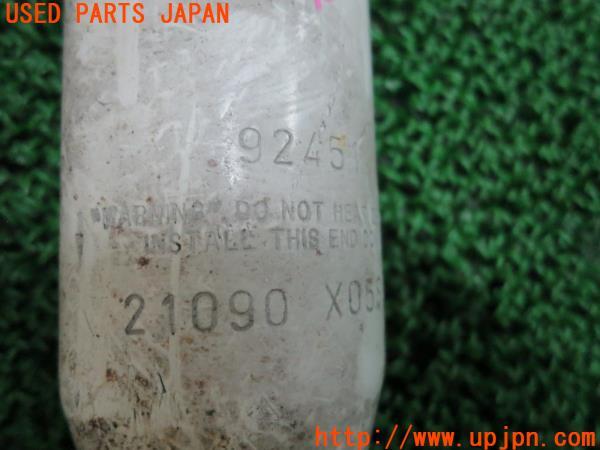 USED PARTS JAPAN
9245
"WARNING" DO NOT HEAT
INSTALL THIS END
21090 X05
http://www.upjpn.com